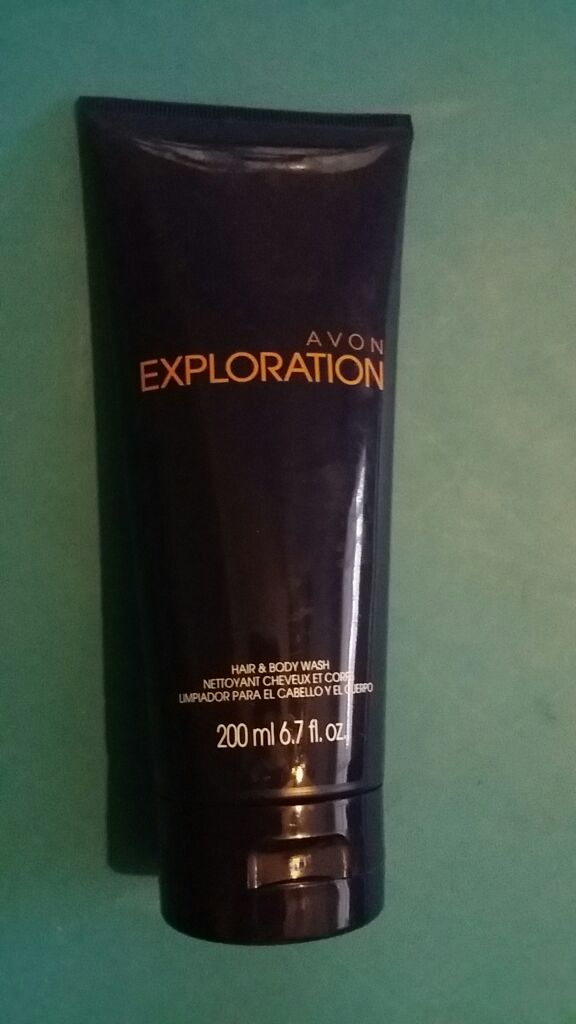 AVON
EXPLORATION
HAIR & BODY WASH
NETTOYANT CHEVEUX ET
LIMPIADOR PARA EL CABELLO Y EL CUERPO
200 ml 6.7 fl. oz.